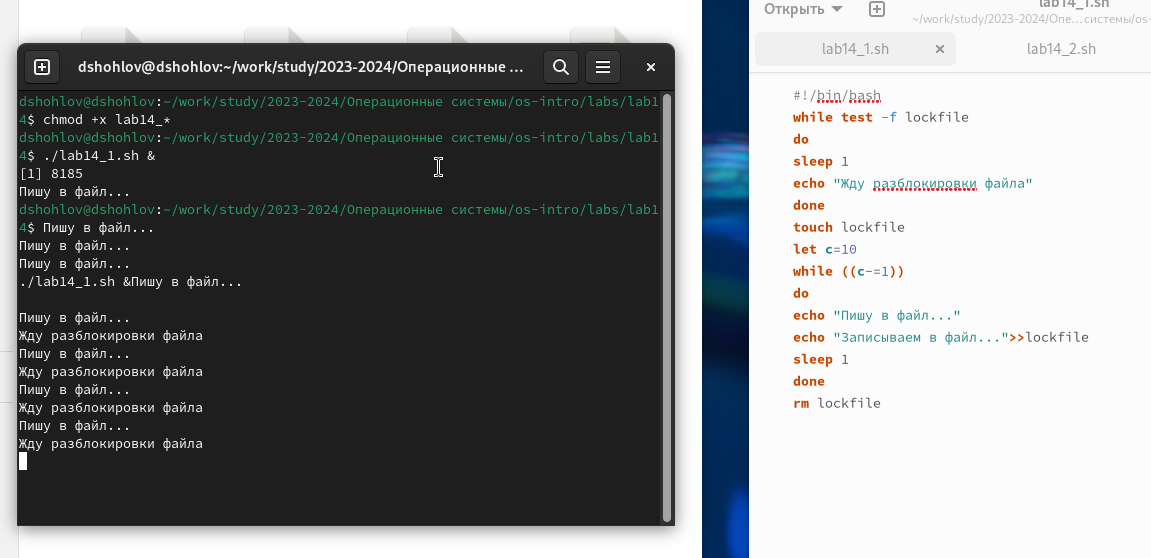 dshohlov@dshohlov:~/work/study/2023-2024/Операционные ...
dshohlov@dshohlov:~/work/study/2023-2024/Операционные системы/os-intro/labs/lab1
4$ chmod +x lab14_*
dshohlov@dshohlov:~/work/study/2023-2024/Операционные системы/os-intro/labs/lab1
4$ ./lab14_1.sh &
[1] 8185
Пишу в файл...
dshohlov@dshohlov:~/work/study/2023-2024/Операционные системы/os-intro/labs/lab1
4$ Пишу в файл...
Пишу в файл...
Пишу в файл...
./lab14_1.sh &Пишу в файл...
Пишу в файл...
Жду разблокировки файла
Пишу в файл...
Жду разблокировки файла
Пишу в файл...
Жду разблокировки файла
Пишу в файл...
Жду разблокировки файла
Открыть
lab14_1.sh
~/work/study/2023-2024/Опе...системы/os-
lab14_1.sh
lab14_2.sh
#!/bin/bash
while test -f lockfile
do
sleep 1
echo "Жду разблокировки файла"
done
touch lockfile
let c=10
while ((c-=1))
do
echo "Пишу в файл..."
echo "Записываем в файл...">>lockfile
sleep 1
done
rm lockfile